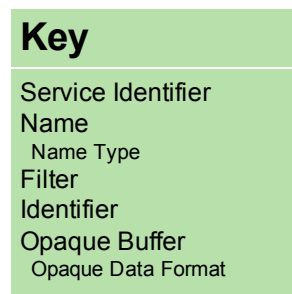 Key
Service Identifier
Name
Name Type
Filter
Identifier
Opaque Buffer
Opaque Data Format